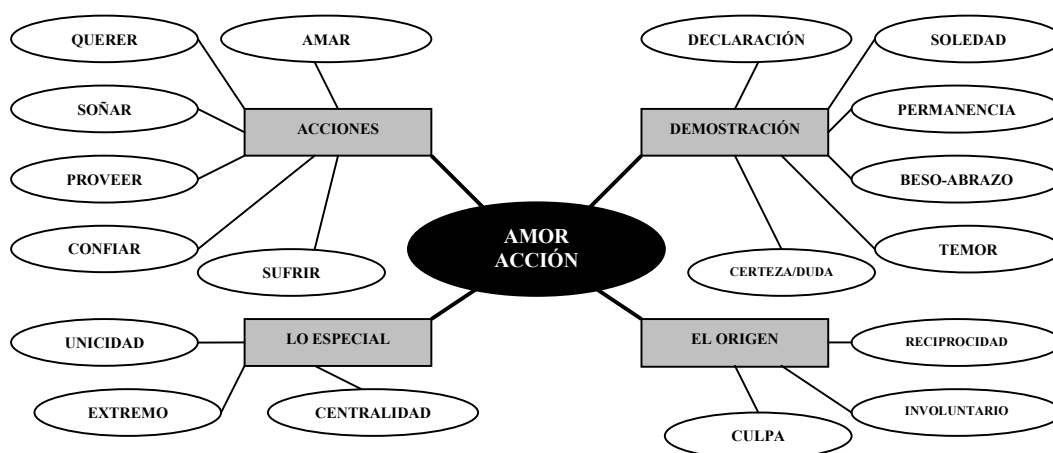 QUERER
AMAR
DECLARACIÓN
SOLEDAD
SOÑAR
ACCIONES
DEMOSTRACIÓN
PERMANENCIA
PROVEER
BESO-ABRAZO
AMOR
ACCIÓN
CONFIAR
SUFRIR
CERTEZA/DUDA
TEMOR
UNICIDAD
LO ESPECIAL
EL ORIGEN
RECIPROCIDAD
EXTREMO
CENTRALIDAD
CULPA
INVOLUNTARIO